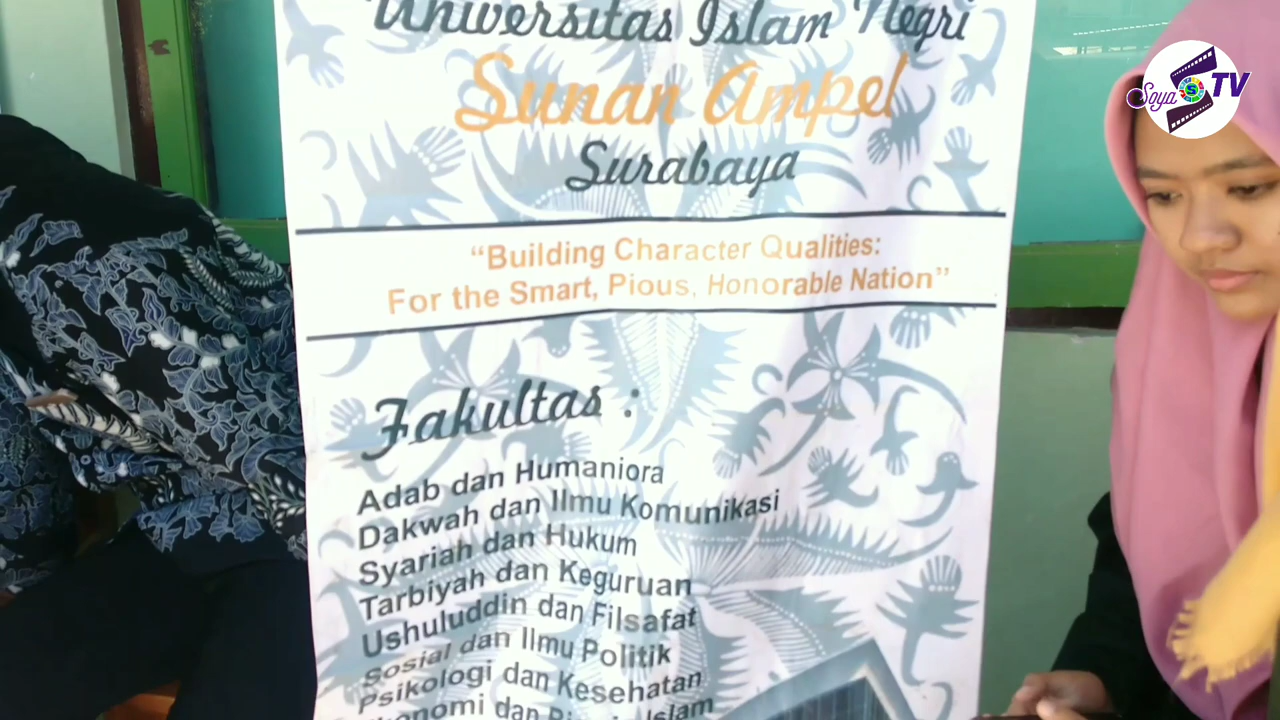 Universitas Islam Negri
Sunan Ampel
Surabaya
“Building Character Qualities:
For the Smart, Pious, Honorable Nation”
Fakultas :
Adab dan Humaniora
Dakwah dan Ilmu Komunikasi
Syariah dan Hukum
Tarbiyah dan Keguruan
Ushuluddin dan Filsafat
Sosial dan Ilmu Politik
Psikologi dan Kesehatan
dan Islam
Soya S TV